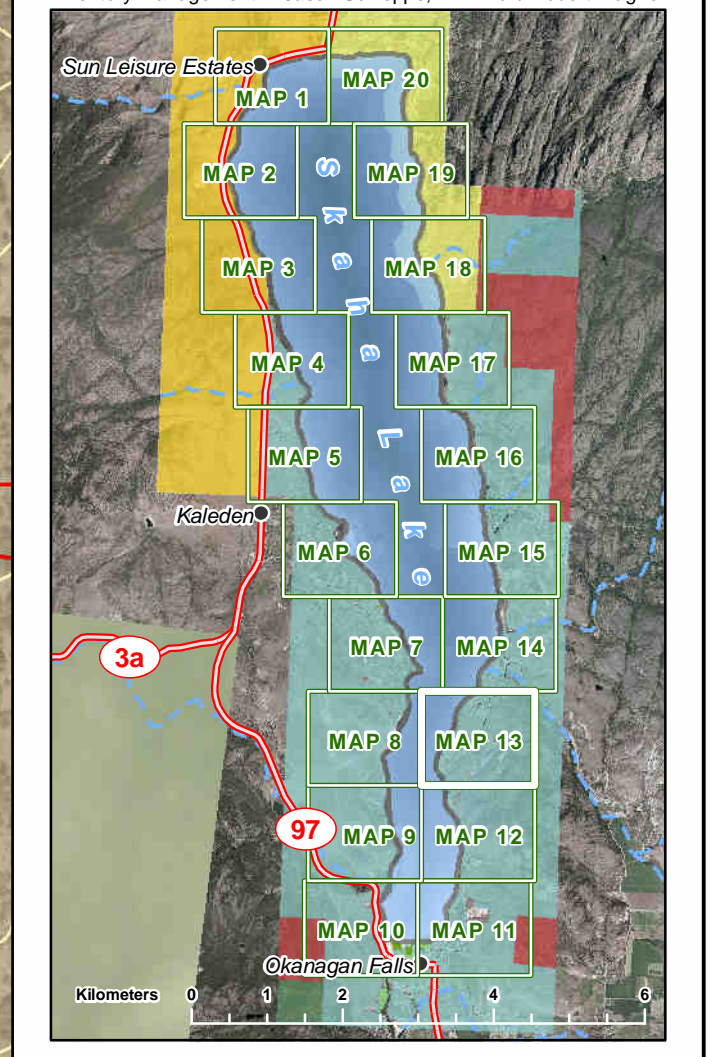 Sun Leisure Estates
MAP 20
MAP 1
MAP 2
MAP 19
MAP 3
MAP 18
MAP 4
MAP 17
MAP 5
MAP 16
Skaha Lake
Kaleden
MAP 6
MAP 15
3a
MAP 7
MAP 14
MAP 8
MAP 13
97
MAP 9
MAP 12
MAP 10
MAP 11
Okanagan Falls
Kilometers 0 1 2 4 6